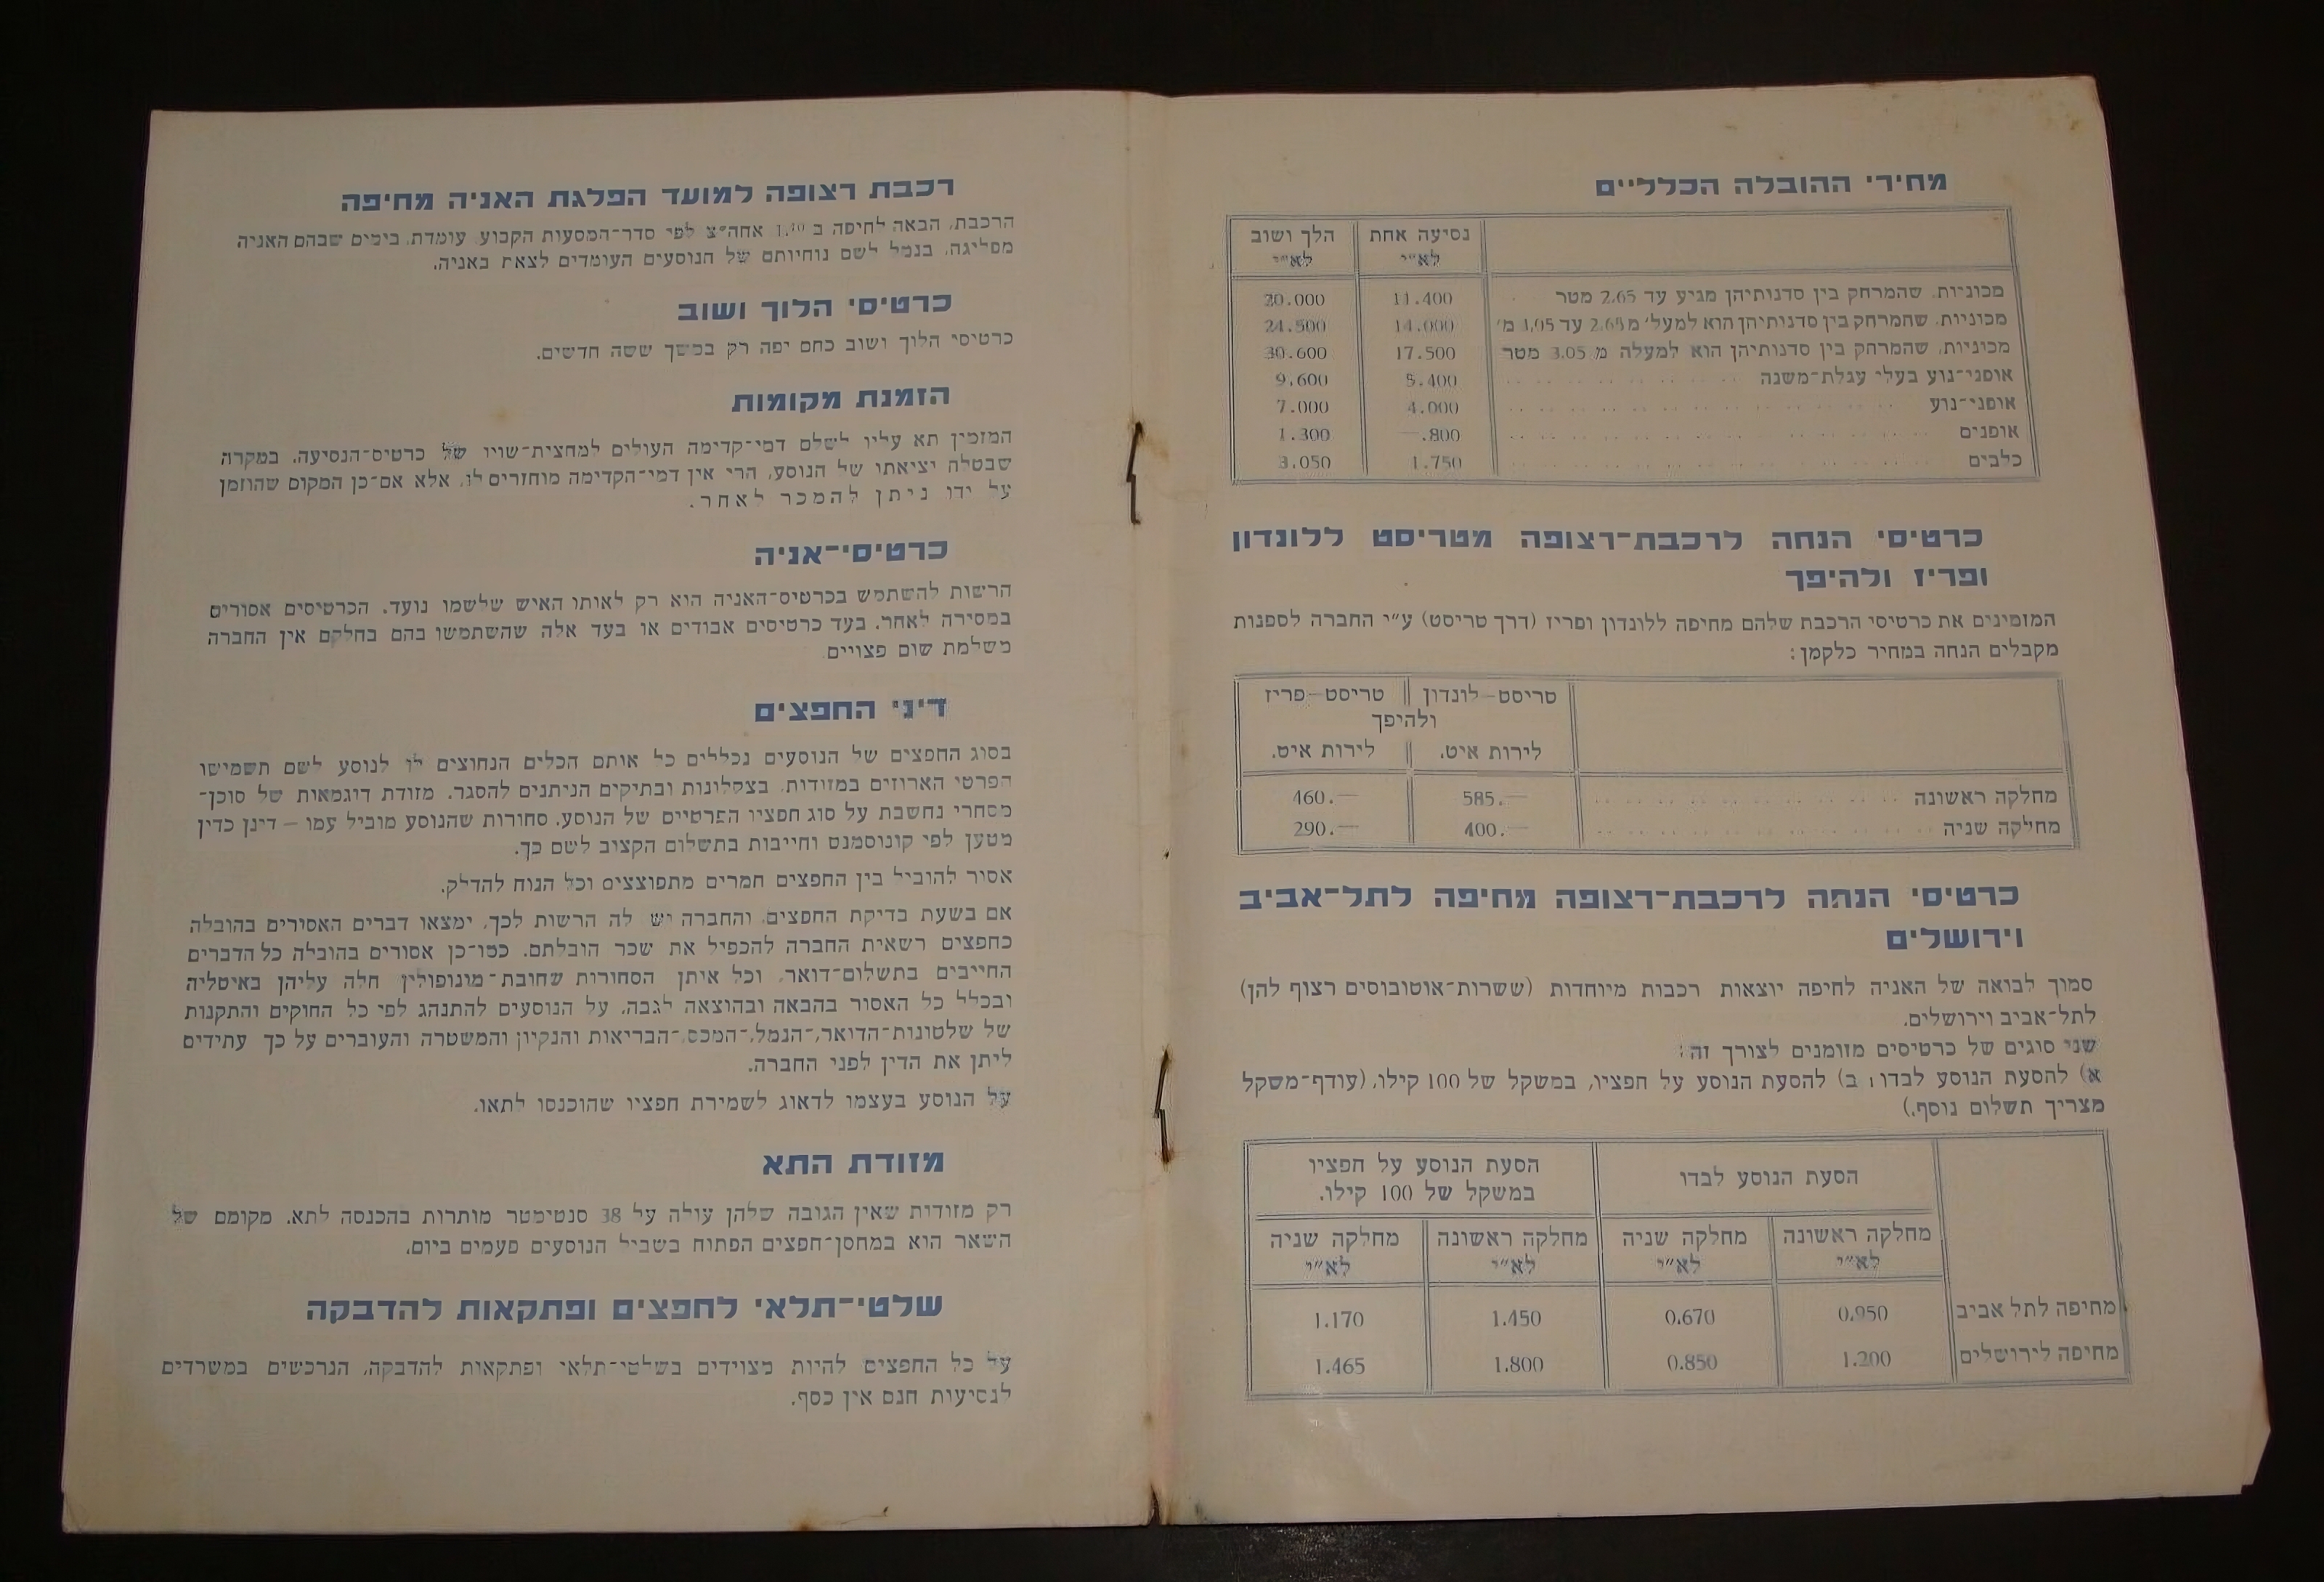 מחירי ההובלה הכלליים
נסיעה אחת הלך ושוב
לא"י לא"י
מכוניות, שהמרחק בין סדנותיהן מגיע עד 2.65 מטר 11.400 20.000
מכוניות, שהמרחק בין סדנותיהן הוא למעל' מ 2.65 עד 3,05 מ' 14.000 24.500
מכוניות, שהמרחק בין סדנותיהן הוא למעלה מ 3.05 מטר 17.500 30.600
אופני־נוע בעלי עגלת־משנה 5.400 9.600
אופני־נוע 4.000 7.000
אופנים —.800 1.300
כלבים 1.750 3.050
כרטיסי הנחה לרכבת־רצופה מטריסט ללונדון
ופריז ולהיפך
המזמינים את כרטיסי הרכבת שלהם מחיפה ללונדון ופריז (דרך טריסט) ע"י החברה לספנות
מקבלים הנחה במחיר כלקמן:
טריסט–לונדון טריסט–פריז
ולהיפך
לירות איט. לירות איט.
מחלקה ראשונה 585.— 460.—
מחלקה שניה 400.— 290.—
כרטיסי הנחה לרכבת־רצופה מחיפה לתל־אביב
וירושלים
סמוך לבואה של האניה לחיפה יוצאות רכבות מיוחדות (ששרות־אוטובוסים רצוף להן)
לתל־אביב וירושלים.
שני סוגים של כרטיסים מזומנים לצורך זה:
א) להסעת הנוסע לבדו; ב) להסעת הנוסע על חפציו, במשקל של 100 קילו, (עודף־משקל
מצריך תשלום נוסף.)
הסעת הנוסע לבדו הסעת הנוסע על חפציו
במשקל של 100 קילו.
מחלקה ראשונה מחלקה שניה מחלקה ראשונה מחלקה שניה
לא"י לא"י לא"י לא"י
מחיפה לתל אביב 0.950 0.670 1.450 1.170
מחיפה לירושלים 1.200 0.850 1.800 1.465
רכבת רצופה למועד הפלגת האניה מחיפה
הרכבת, הבאה לחיפה ב אחה"צ לפי סדר־המסעות הקבוע, עומדת, בימים שבהם האניה
מפליגה, בנמל לשם נוחיותם של הנוסעים העומדים לצאת באניה.
כרטיסי הלוך ושוב
כרטיסי הלוך ושוב כחם יפה רק במשך ששה חדשים.
הזמנת מקומות
המזמין תא עליו לשלם דמי־קדימה העולים למחצית־שויו של כרטיס־הנסיעה. במקרה
שבטלה יציאתו של הנוסע, הרי אין דמי־הקדימה מוחזרים לו, אלא אם־כן המקום שהוזמן
על ידו ניתן להמכר לאחר.
כרטיסי־אניה
הרשות להשתמש בכרטיס־האניה הוא רק לאותו האיש שלשמו נועד. הכרטיסים אסורים
במסירה לאחר. בעד כרטיסים אבודים או בעד אלה שהשתמשו בהם בחלקם אין החברה
משלמת שום פצויים
דיני החפצים
בסוג החפצים של הנוסעים נכללים כל אותם הכלים הנחוצים לו לנוסע לשם תשמישו
הפרטי הארוזים במזודות, בצקלונות ובתיקים הניתנים להסגר. מזודת דוגמאות של סוכן־
מסחרי נחשבת על סוג חפציו הפרטיים של הנוסע. סחורות שהנוסע מוביל עמו – דינן כדין
מטען לפי קונוסמנט וחייבות בתשלום הקצוב לשם כך.
אסור להוביל בין החפצים חמרים מתפוצצים וכל הנוח להדלק.
אם בשעת בדיקת החפצים, והחברה יש לה הרשות לכך, ימצאו דברים האסורים בהובלה
כחפצים רשאית החברה להכפיל את שכר הובלתם. כמו־כן אסורים בהובלה כל הדברים
החייבים בתשלום־דואר, וכל איתן הסחורות שחובת־מונופולין חלה עליהן באיטליה
ובכלל כל האסור בהבאה ובהוצאה לגבה. על הנוסעים להתנהג לפי כל החוקים והתקנות
של שלטונות־הדואר,־הנמל,־המכס,־הבריאות והנקיון והמשטרה והעוברים על כך עתידים
ליתן את הדין לפני החברה.
על הנוסע בעצמו לדאוג לשמירת חפציו שהוכנסו לתאו.
מזודת התא
רק מזודות שאין הגובה שלהן עולה על 38 סנטימטר מותרות בהכנסה לתא. מקומם של
השאר הוא במחסן־חפצים הפתוח בשביל הנוסעים פעמים ביום.
שלטי־תלאי לחפצים ופתקאות להדבקה
על כל החפצים להיות מצוידים בשלטי־תלאי ופתקאות להדבקה, הנרכשים במשרדים
לנסיעות חנם אין כסף.